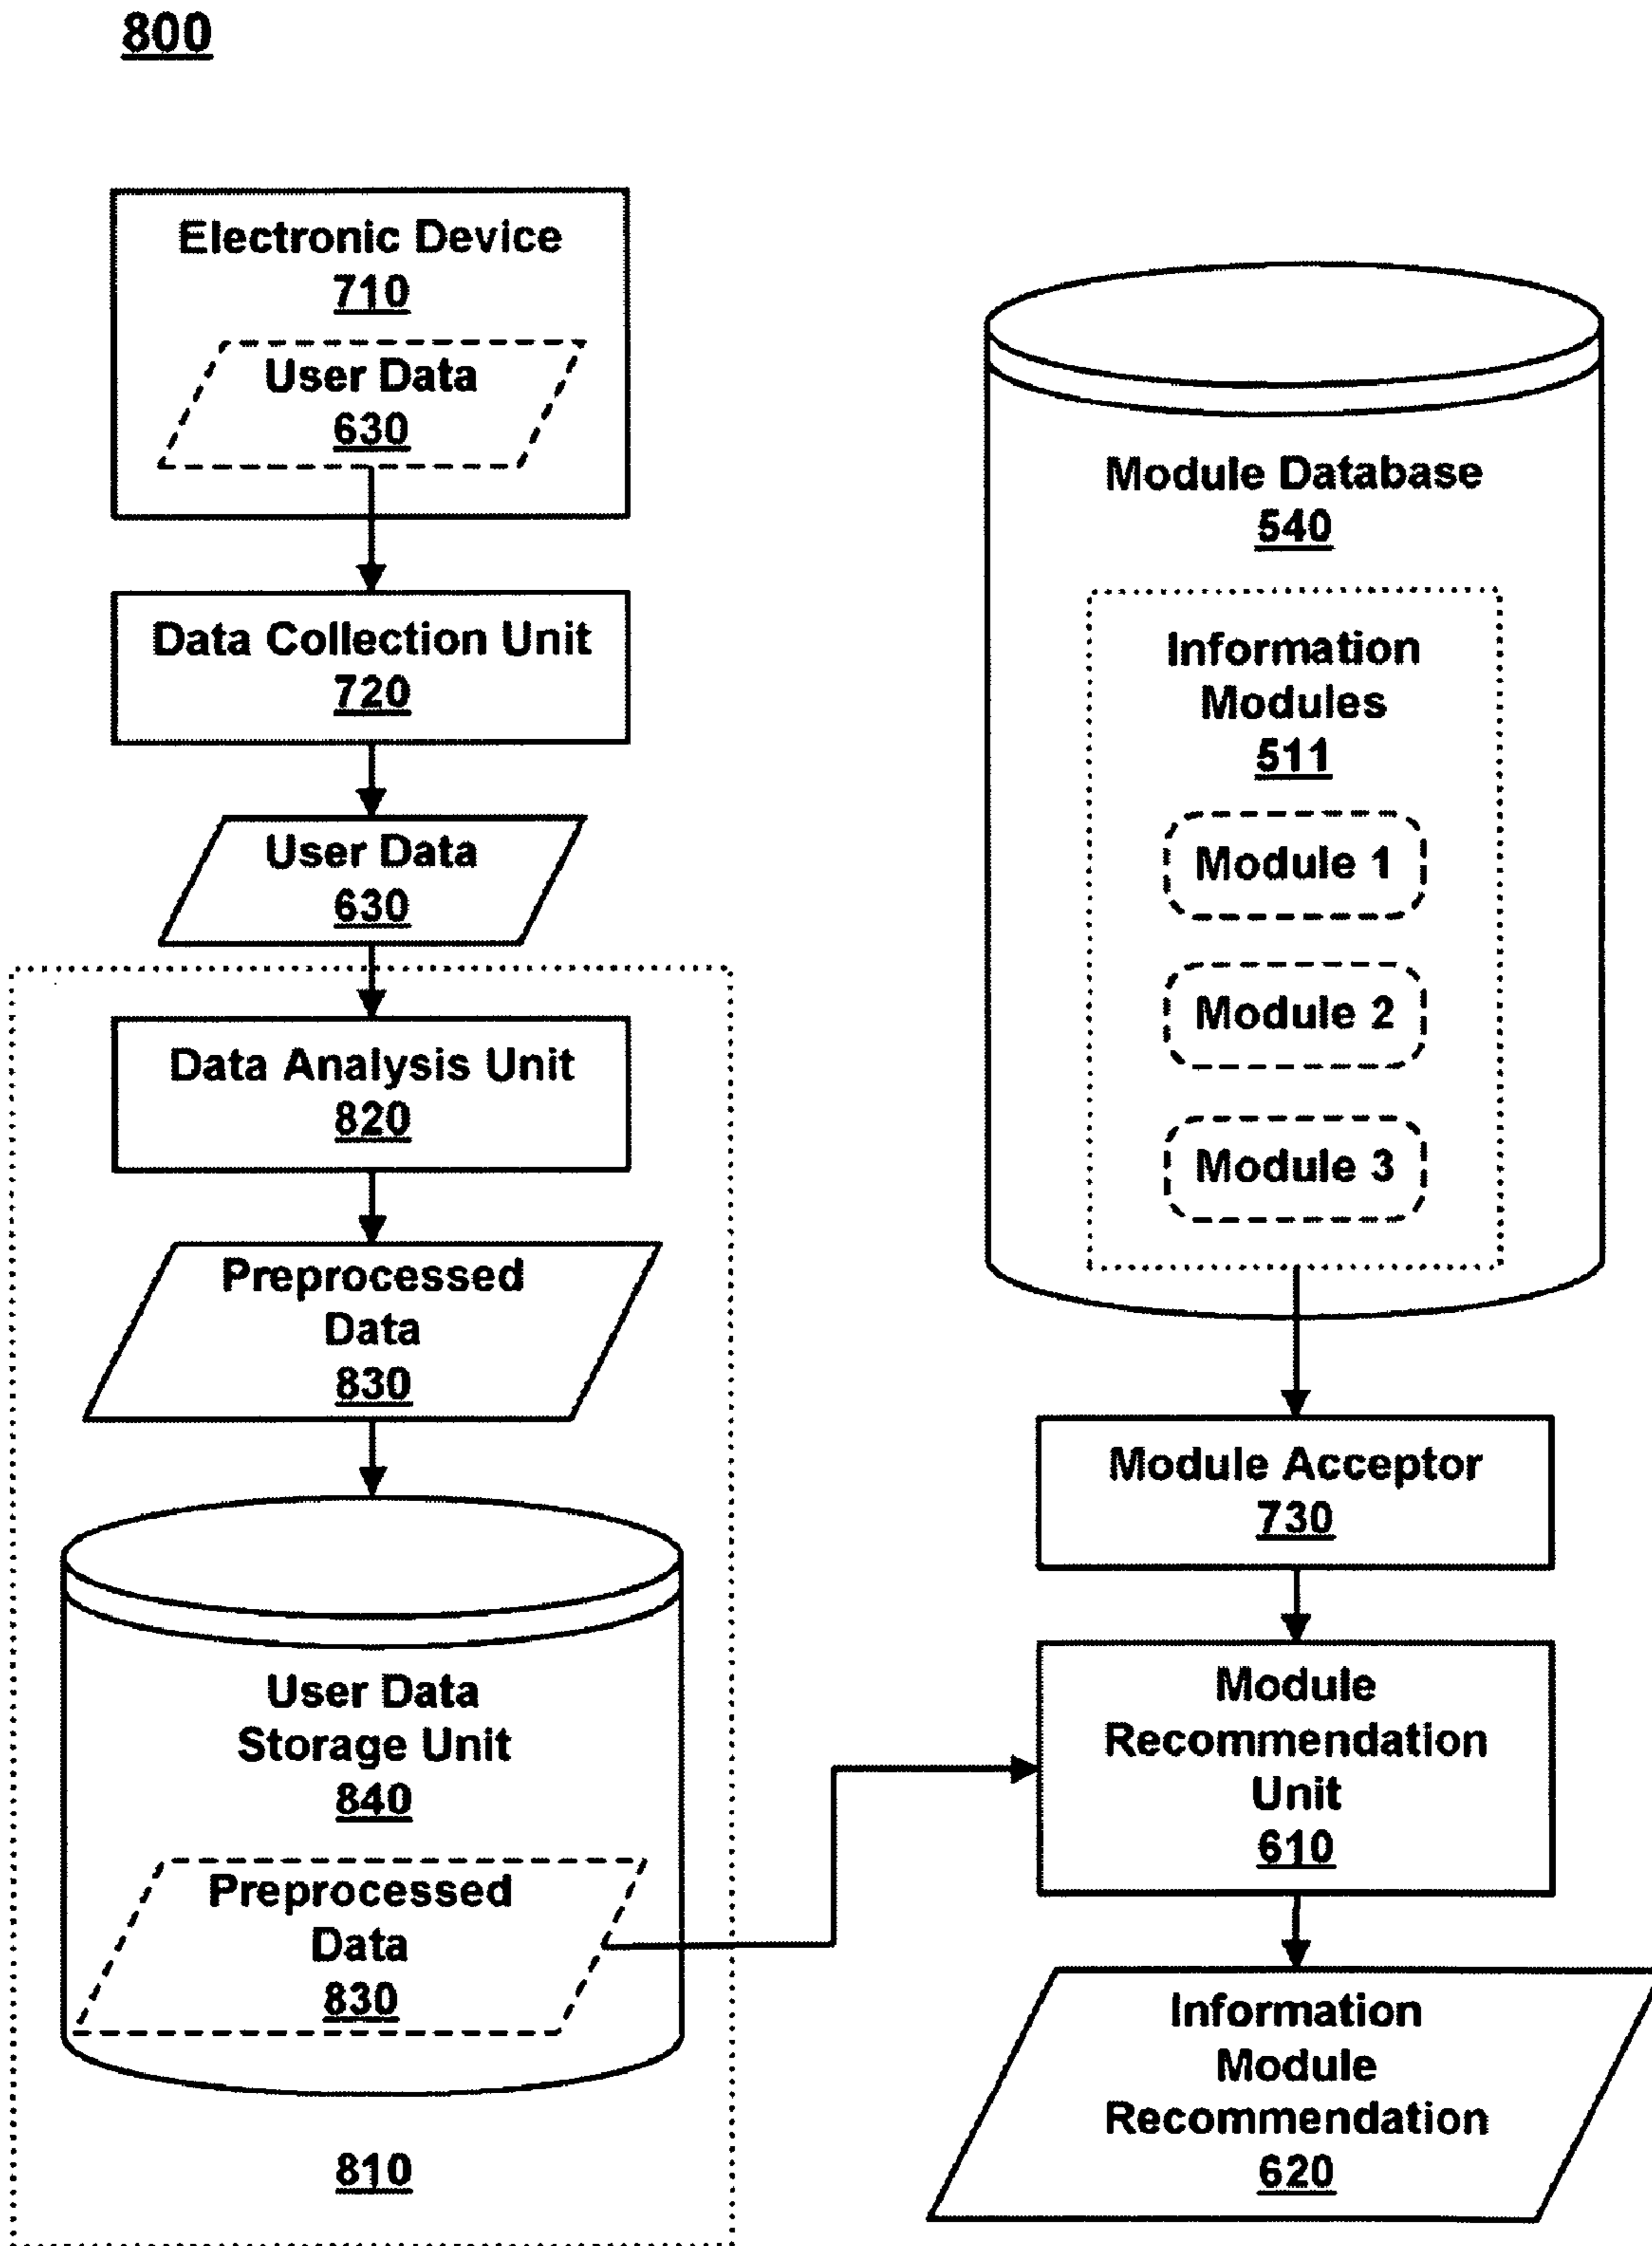 800
Electronic Device
710
User Data
630
Data Collection Unit
720
User Data
630
Data Analysis Unit
820
Preprocessed
Data
830
User Data
Storage Unit
840
Preprocessed
Data
830
810
Module Database
540
Information
Modules
511
Module 1
Module 2
Module 3
Module Acceptor
730
Module
Recommendation
Unit
610
Information
Module
Recommendation
620